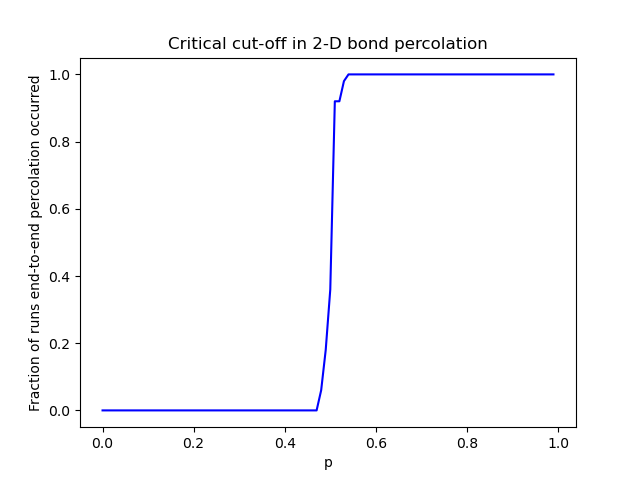 Critical cut-off in 2-D bond percolation
Fraction of runs end-to-end percolation occurred
1.0
0.8
0.6
0.4
0.2
0.0
0.0 0.2 0.4 0.6 0.8 1.0
p